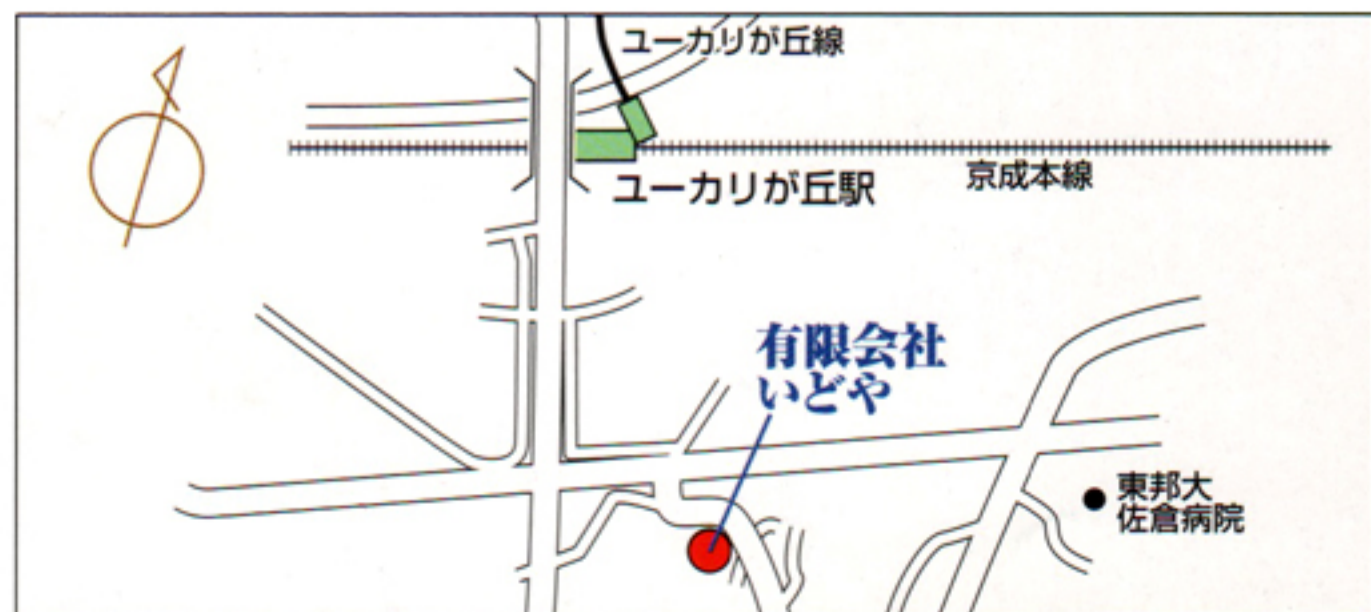 ユーカリが丘線
ユーカリが丘駅
京成本線
有限会社
いどや
東邦大
佐倉病院